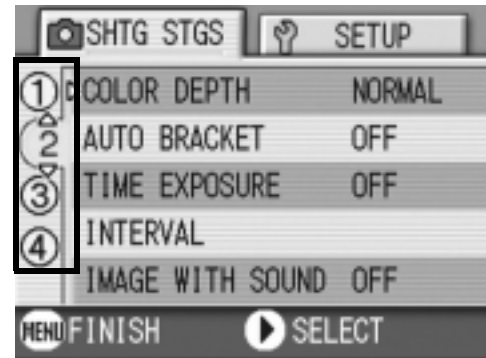 SHTG STGS SETUP
① COLOR DEPTH NORMAL
2 AUTO BRACKET OFF
③ TIME EXPOSURE OFF
④ INTERVAL
IMAGE WITH SOUND OFF
MENU FINISH SELECT